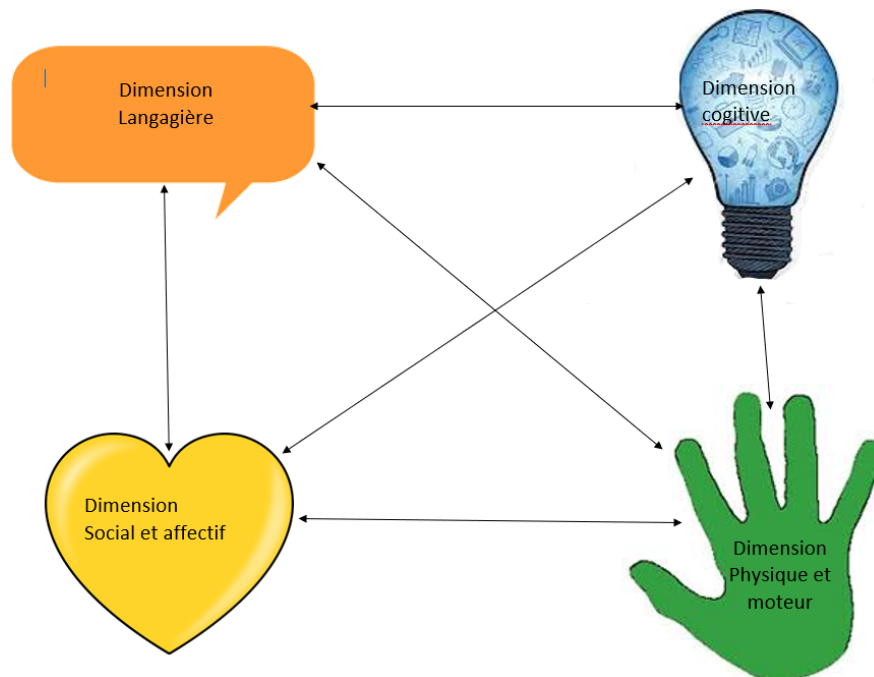 Dimension
Langagière
Dimension
cogitive
Dimension
Social et affectif
Dimension
Physique et
moteur